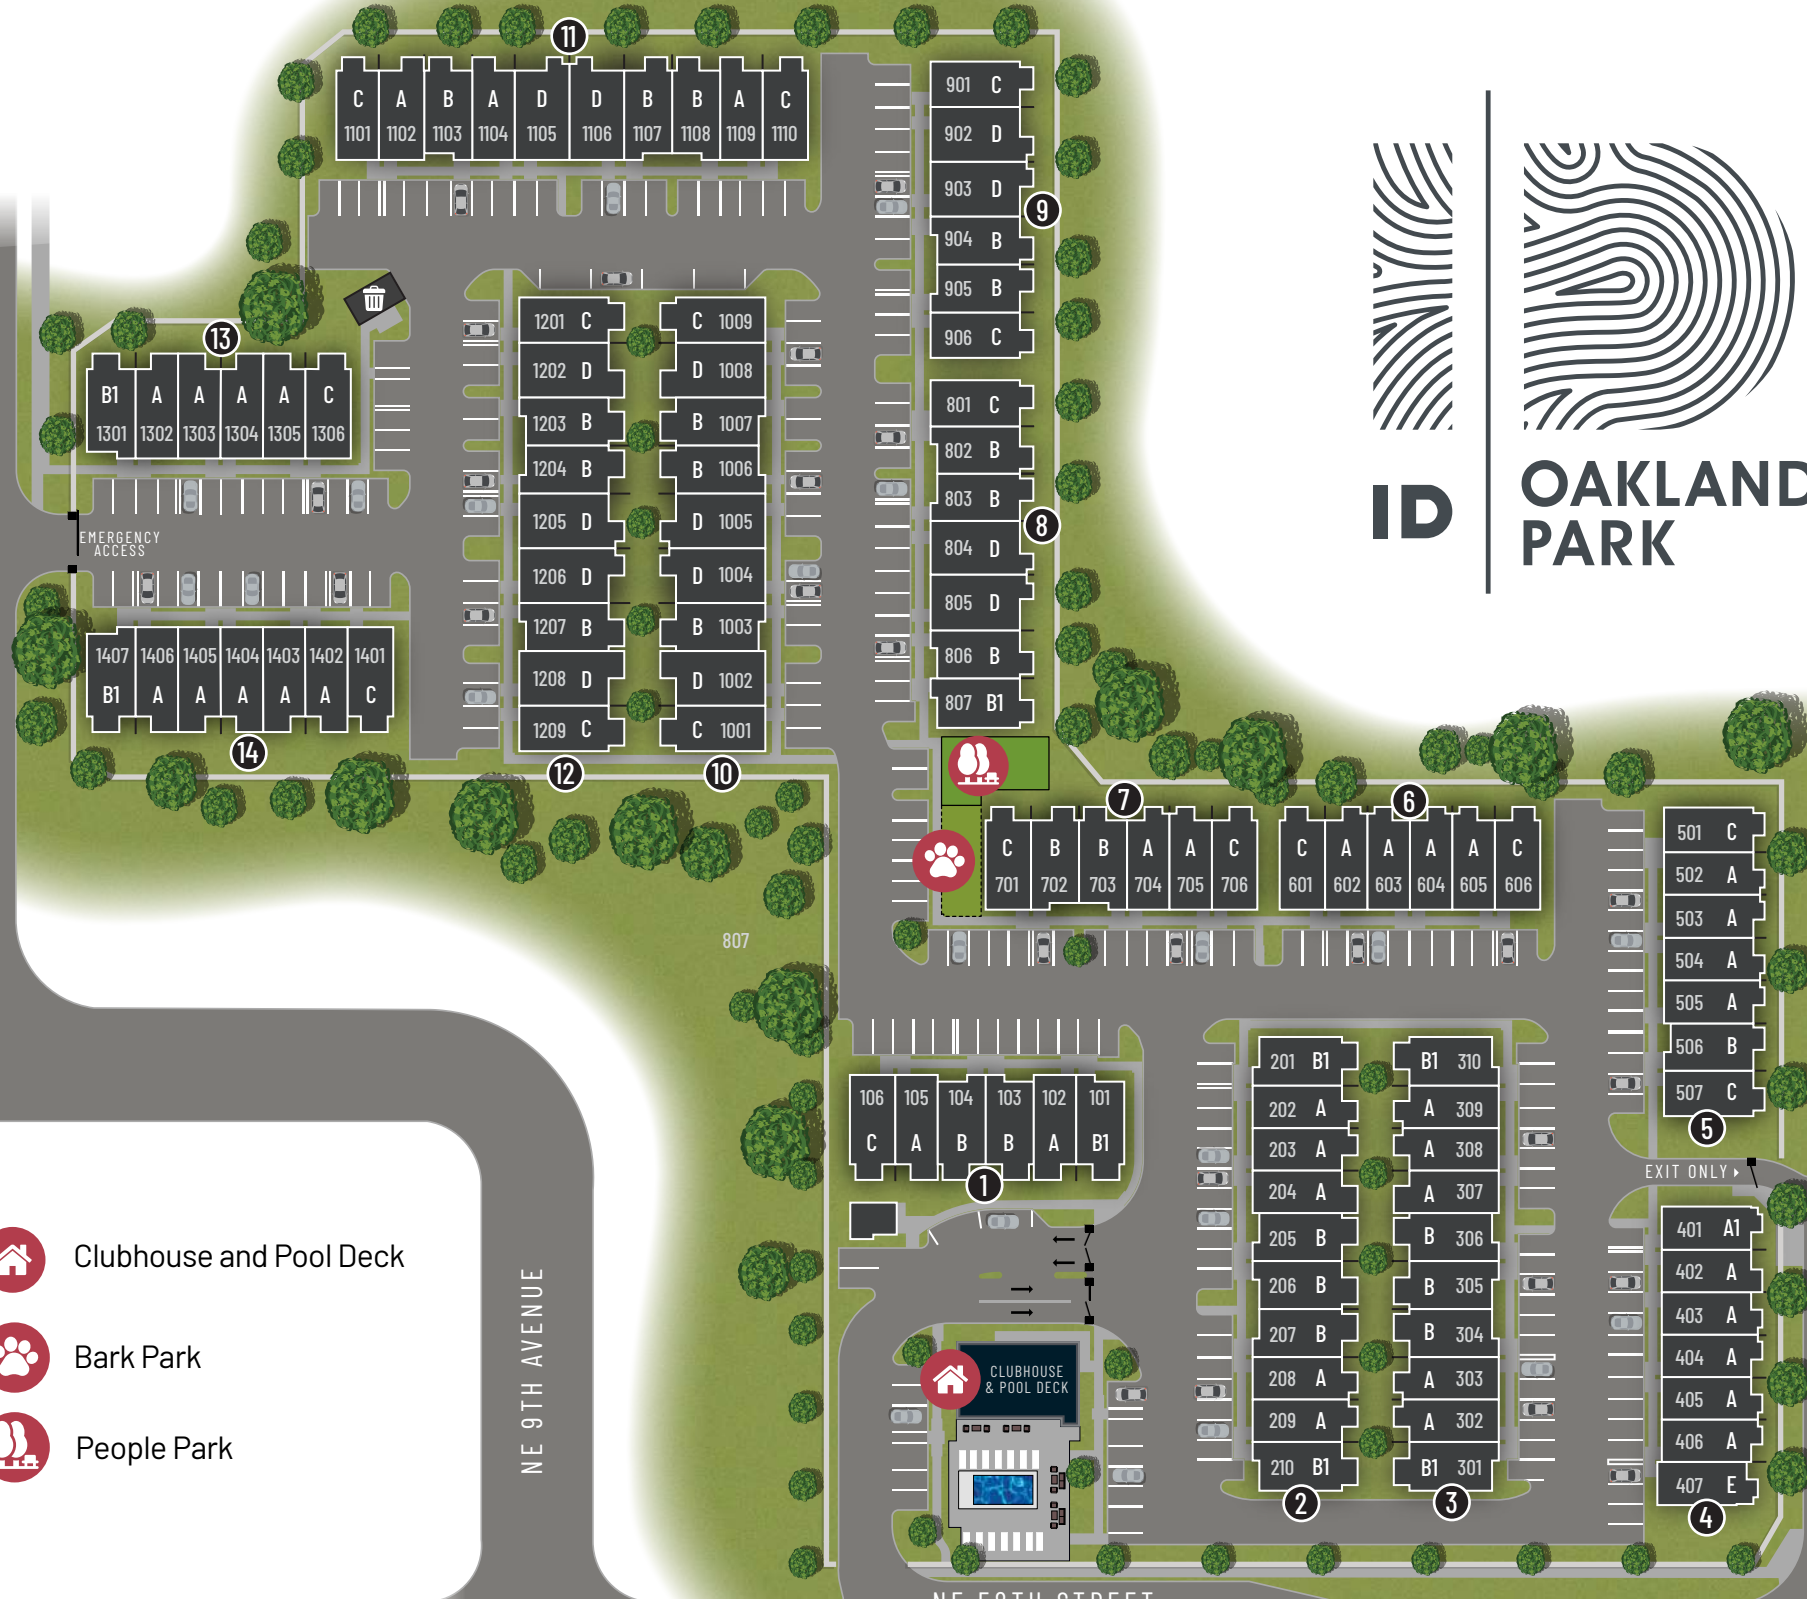 11
C A B A D D B B A C
1101 1102 1103 1104 1105 1106 1107 1108 1109 1110
901 C
902 D
903 D
9
904 B
905 B
906 C
ID
OAKLAND
PARK
13
B1 A A A A C
1301 1302 1303 1304 1305 1306
EMERGENCY
ACCESS
1407 1406 1405 1404 1403 1402 1401
B1 A A A A A C
14
1201 C
1202 D
1203 B
1204 B
1205 D
1206 D
1207 B
1208 D
1209 C
12
C 1009
D 1008
B 1007
B 1006
D 1005
D 1004
B 1003
D 1002
C 1001
10
801 C
802 B
803 B
8
804 D
805 D
806 B
807 B1
7
C B B A A C
701 702 703 704 705 706
6
C A A A A C
601 602 603 604 605 606
501 C
502 A
503 A
504 A
505 A
506 B
507 C
5
807
106 105 104 103 102 101
C A B B A B1
1
201 B1
202 A
203 A
204 A
205 B
206 B
207 B
208 A
209 A
210 B1
2
B1 310
A 309
A 308
A 307
B 306
B 305
B 304
A 303
A 302
B1 301
3
EXIT ONLY
401 A1
402 A
403 A
404 A
405 A
406 A
407 E
4
CLUBHOUSE
& POOL DECK
Clubhouse and Pool Deck
Bark Park
People Park
NE 9TH AVENUE
NE 58TH STREET